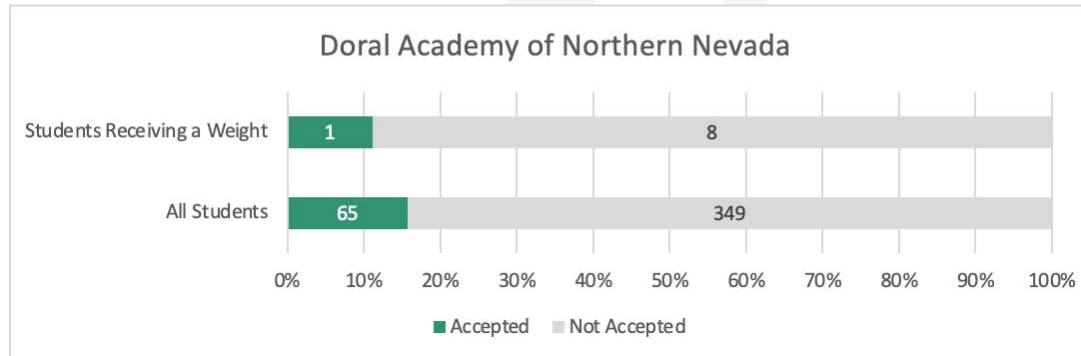 Doral Academy of Northern Nevada
Students Receiving a Weight
1
8
All Students
65
349
0% 10% 20% 30% 40% 50% 60% 70% 80% 90% 100%
Accepted Not Accepted